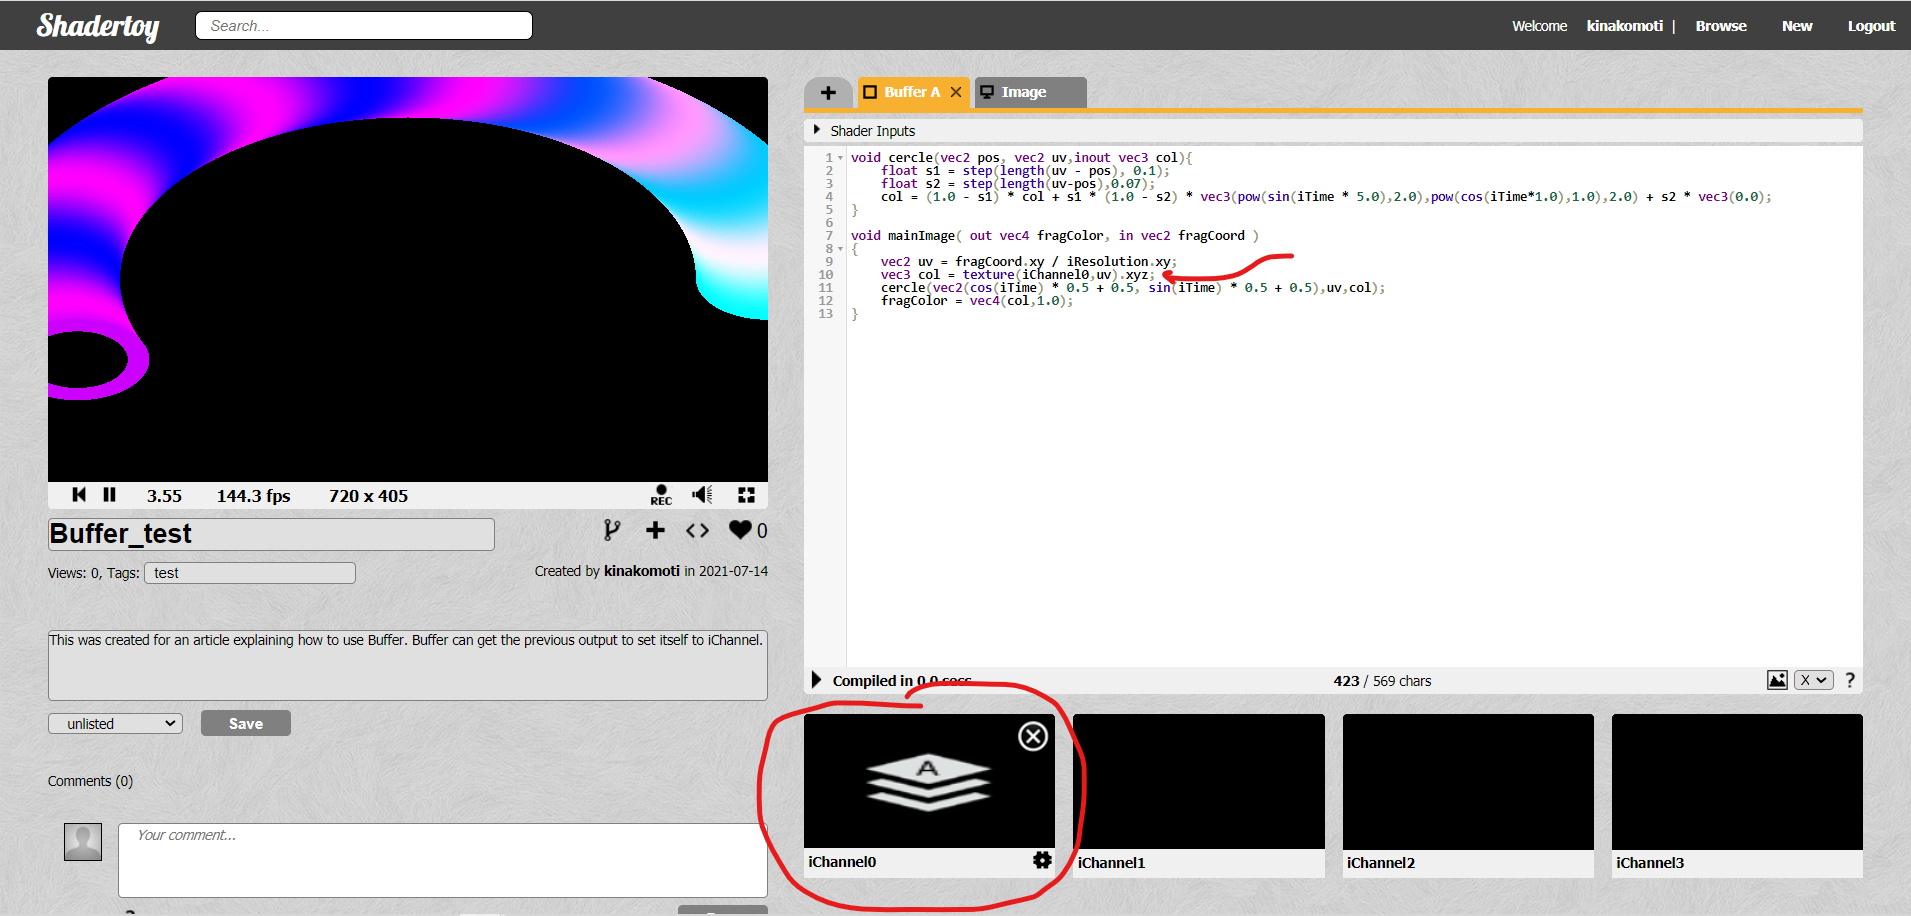 Shadertoy
Search...
Welcome kinakomoti | Browse New Logout
Buffer A
Image
Shader Inputs
1 void cercle(vec2 pos, vec2 uv,inout vec3 col){
2 float s1 = step(length(uv - pos), 0.1);
3 float s2 = step(length(uv-pos),0.07);
4 col = (1.0 - s1) * col + s1 * (1.0 - s2) * vec3(pow(sin(iTime * 5.0),2.0),pow(cos(iTime*1.0),1.0),2.0) + s2 * vec3(0.0);
5 }
6
7 void mainImage( out vec4 fragColor, in vec2 fragCoord )
8 {
9 vec2 uv = fragCoord.xy / iResolution.xy;
10 vec3 col = texture(iChannel0,uv).xyz;
11 cercle(vec2(cos(iTime) * 0.5 + 0.5, sin(iTime) * 0.5 + 0.5),uv,col);
12 fragColor = vec4(col,1.0);
13 }
3.55 144.3 fps 720 x 405
REC
Buffer_test
0
Views: 0, Tags: test
Created by kinakomoti in 2021-07-14
This was created for an article explaining how to use Buffer. Buffer can get the previous output to set itself to iChannel.
unlisted
Save
Comments (0)
Your comment...
Compiled in 0.0 secs
423 / 569 chars
X
?
A
iChannel0
iChannel1
iChannel2
iChannel3